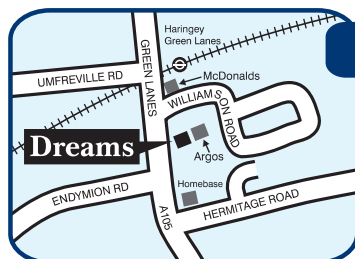 Haringey
Green Lanes
GREEN LANES
McDonalds
UMFREVILLE RD
WILLIAMSON ROAD
Dreams
Argos
ENDYMION RD
Homebase
A105
HERMITAGE ROAD